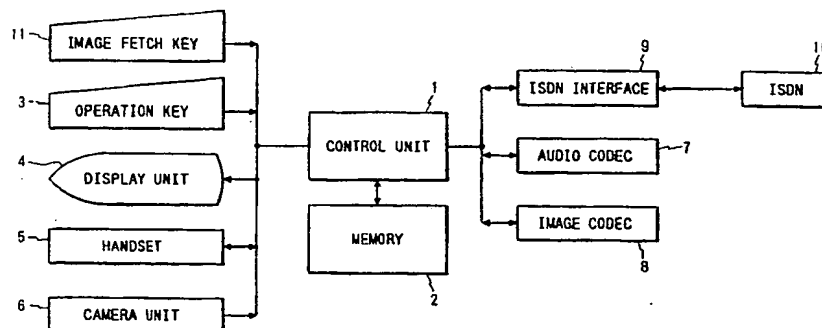 11 IMAGE FETCH KEY
3 OPERATION KEY
4 DISPLAY UNIT
5 HANDSET
6 CAMERA UNIT
1
CONTROL UNIT
MEMORY
2
9
ISDN INTERFACE
ISDN
AUDIO CODEC 7
IMAGE CODEC
8